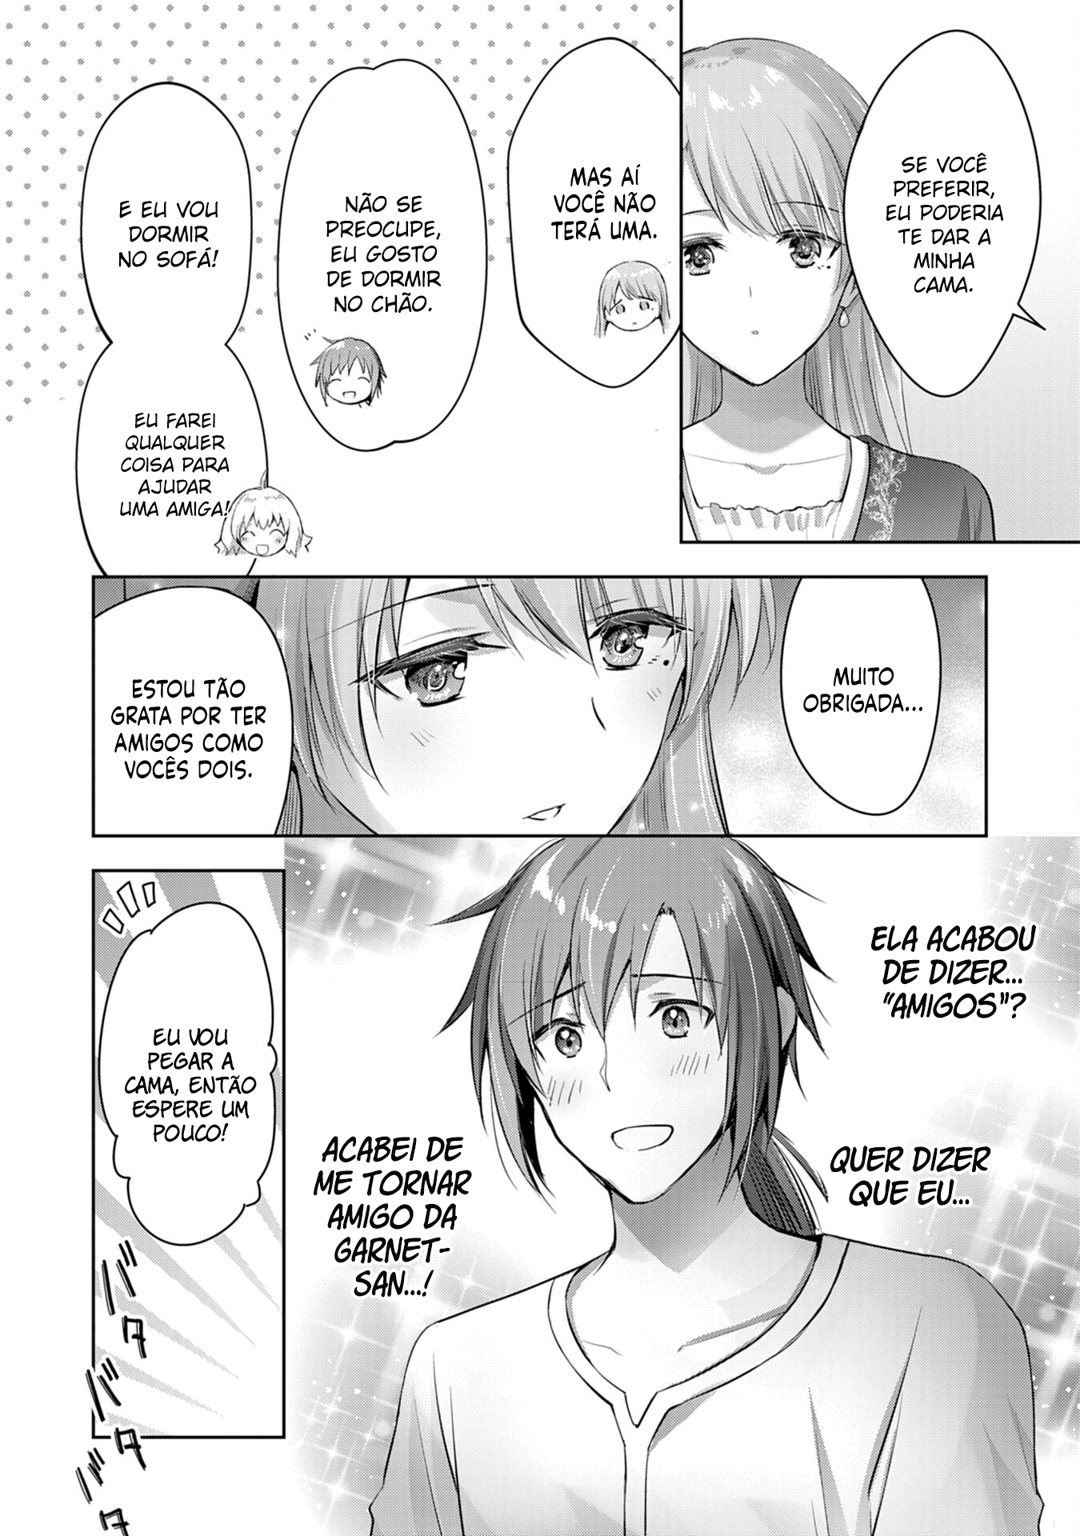 SE VOCÊ
PREFERIR,
EU PODERIA
TE DAR A
MINHA
CAMA.
MAS AÍ
VOCÊ NÃO
TERÁ UMA.
NÃO SE
PREOCUPE,
EU GOSTO
DE DORMIR
NO CHÃO.
E EU VOU
DORMIR
NO SOFÁ!
EU FAREI
QUALQUER
COISA PARA
AJUDAR
UMA AMIGA!
MUITO
OBRIGADA...
ESTOU TÃO
GRATA POR TER
AMIGOS COMO
VOCÊS DOIS.
ELA ACABOU
DE DIZER...
"AMIGOS"?
QUER DIZER
QUE EU...
ACABEI DE
ME TORNAR
AMIGO DA
GARNET-
SAN...!
EU VOU
PEGAR A
CAMA, ENTÃO
ESPERE UM
POUCO!
バタ
バタ
バタ